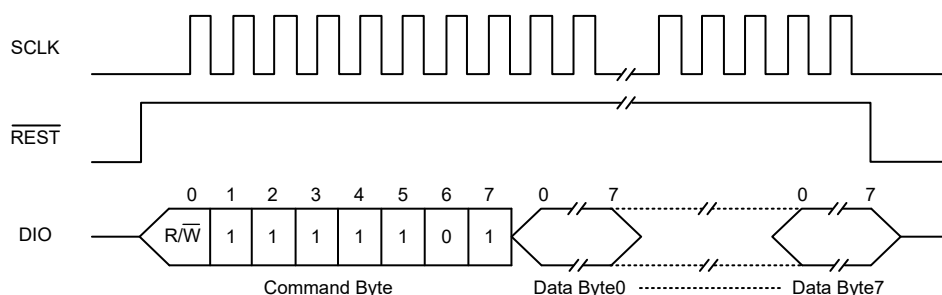 SCLK
REST
0 1 2 3 4 5 6 7 0 7 0 7
DIO R/W 1 1 1 1 1 0 1
Command Byte Data Byte0 Data Byte7